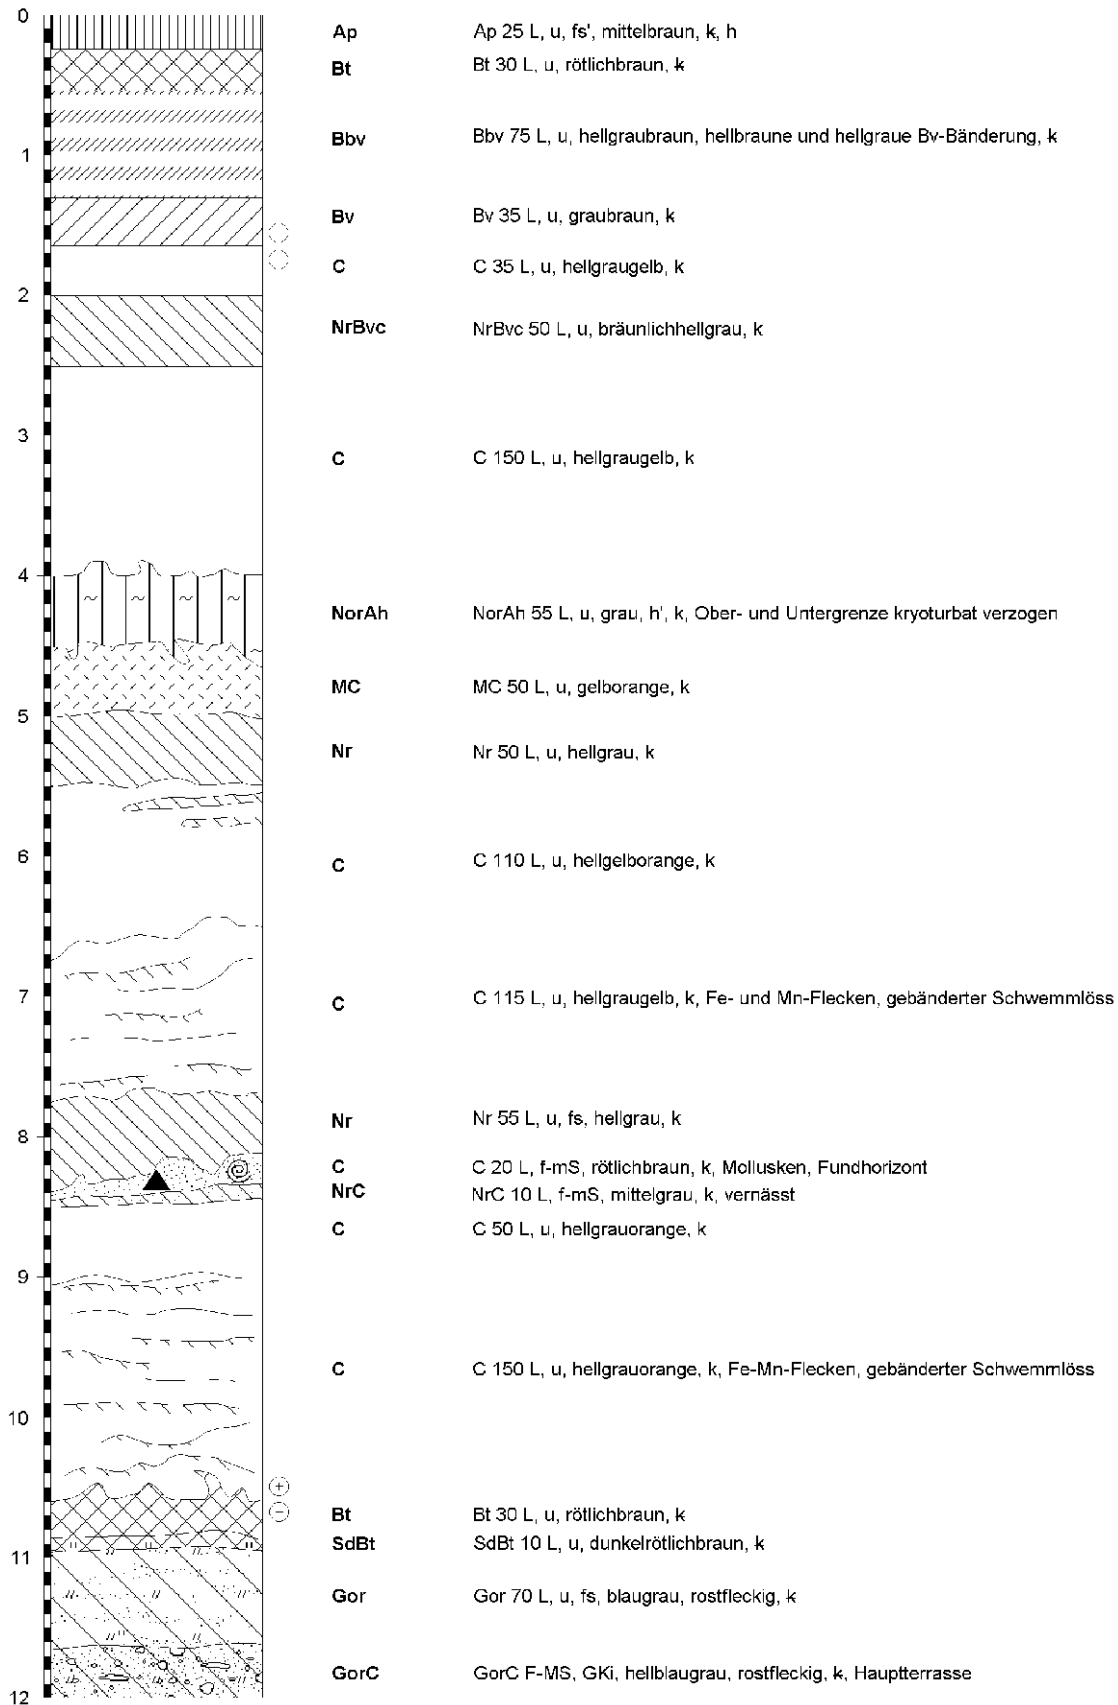 0
Ap Ap 25 L, u, fs', mittelbraun, k, h
Bt Bt 30 L, u, rötlichbraun, k
Bbv Bbv 75 L, u, hellgraubraun, hellbraune und hellgraue Bv-Bänderung, k
1
Bv Bv 35 L, u, graubraun, k
C C 35 L, u, hellgraugelb, k
2
NrBvc NrBvc 50 L, u, bräunlichhellgrau, k
3
C C 150 L, u, hellgraugelb, k
4
NorAh NorAh 55 L, u, grau, h', k, Ober- und Untergrenze kryoturbat verzogen
MC MC 50 L, u, gelborange, k
5
Nr Nr 50 L, u, hellgrau, k
6
C C 110 L, u, hellgelborange, k
7
C C 115 L, u, hellgraugelb, k, Fe- und Mn-Flecken, gebänderter Schwemmlöss
Nr Nr 55 L, u, fs, hellgrau, k
8
C C 20 L, f-mS, rötlichbraun, k, Mollusken, Fundhorizont
NrC NrC 10 L, f-mS, mittelgrau, k, vernässt
C C 50 L, u, hellgrauorange, k
9
C C 150 L, u, hellgrauorange, k, Fe-Mn-Flecken, gebänderter Schwemmlöss
10
+
Bt Bt 30 L, u, rötlichbraun, k
−
SdBt SdBt 10 L, u, dunkelrötlichbraun, k
11
Gor Gor 70 L, u, fs, blaugrau, rostfleckig, k
GorC GorC F-MS, GKi, hellblaugrau, rostfleckig, k, Hauptterrasse
12